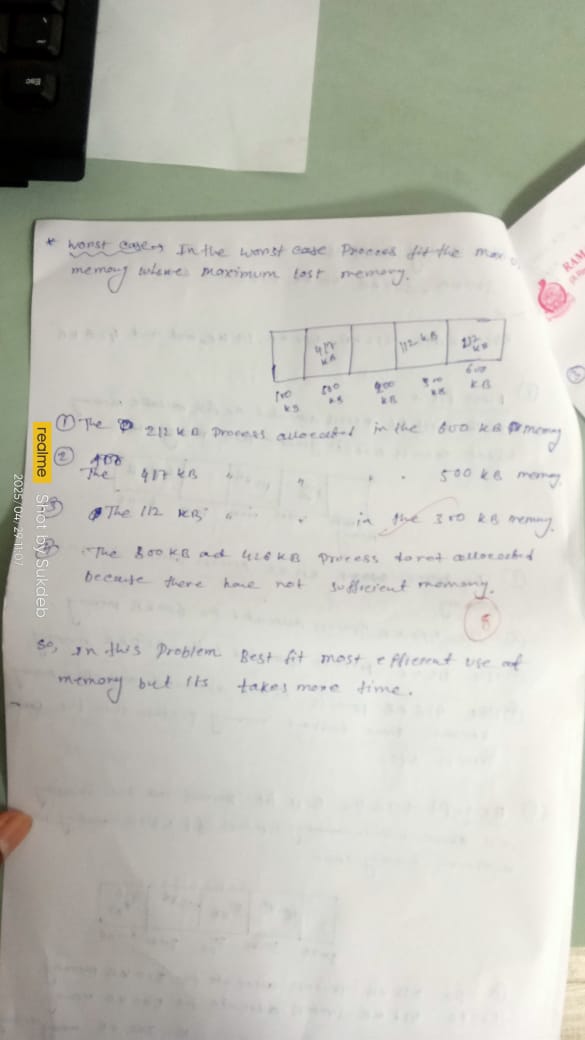 Esc
* Worst case → In the worst case Process fit the max
memory where maximum lost memory.
417 KB 112 KB 212 KB
100 KB 500 KB 200 KB 300 KB 600 KB
① The 212 KB Process allocated in the 600 KB memory
② The 417 KB " " " " 500 KB memory.
③ The 112 KB " " in the 300 KB memory.
The 800 KB ad 426 KB Process do not allocated
because there have not sufficient memory.
8
So, in this Problem Best fit most efficient use of
memory but its takes more time.
RAM
realme Shot by Sukdeb
2025/04/29 11:07